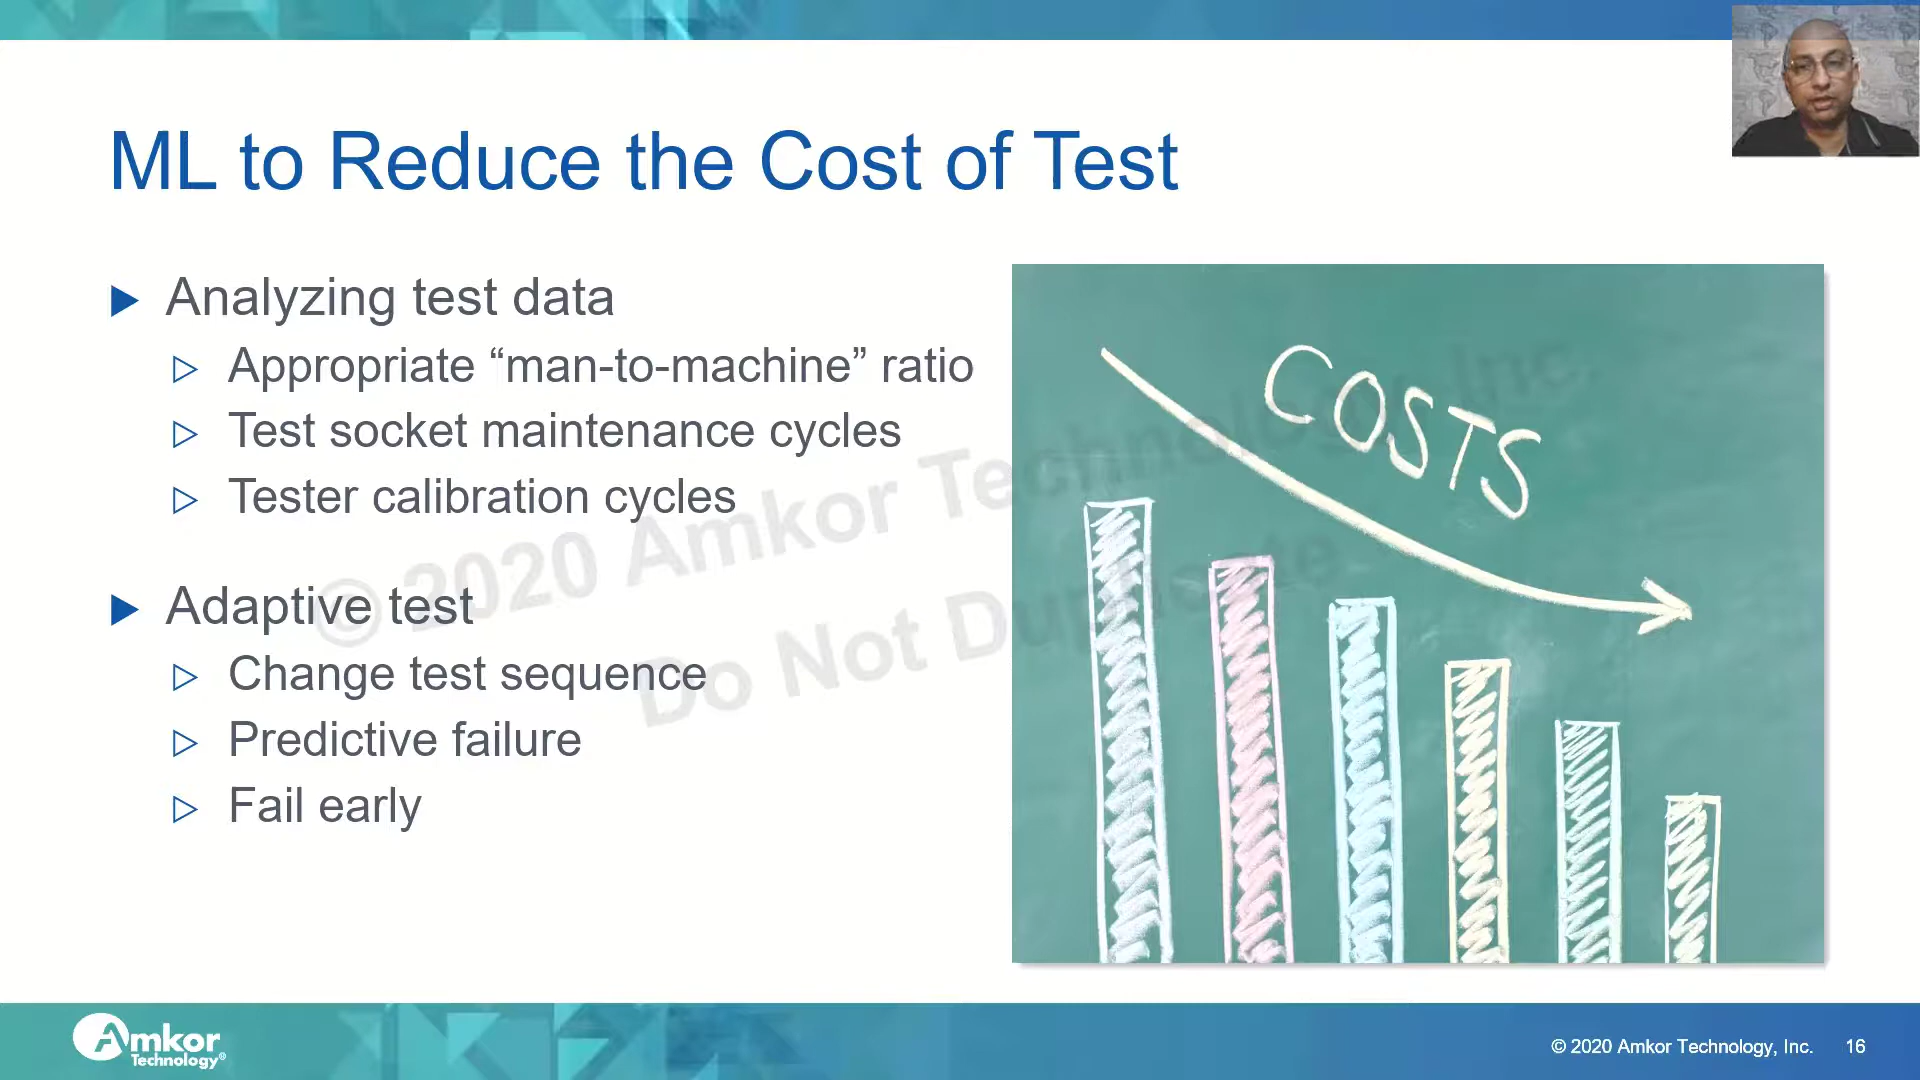 ML to Reduce the Cost of Test
Analyzing test data
Appropriate “man-to-machine” ratio
Test socket maintenance cycles
Tester calibration cycles
Adaptive test
Change test sequence
Predictive failure
Fail early
COSTS
© 2020 Amkor Technology, Inc.
Do Not Duplicate
Amkor
Technology®
© 2020 Amkor Technology, Inc. 16